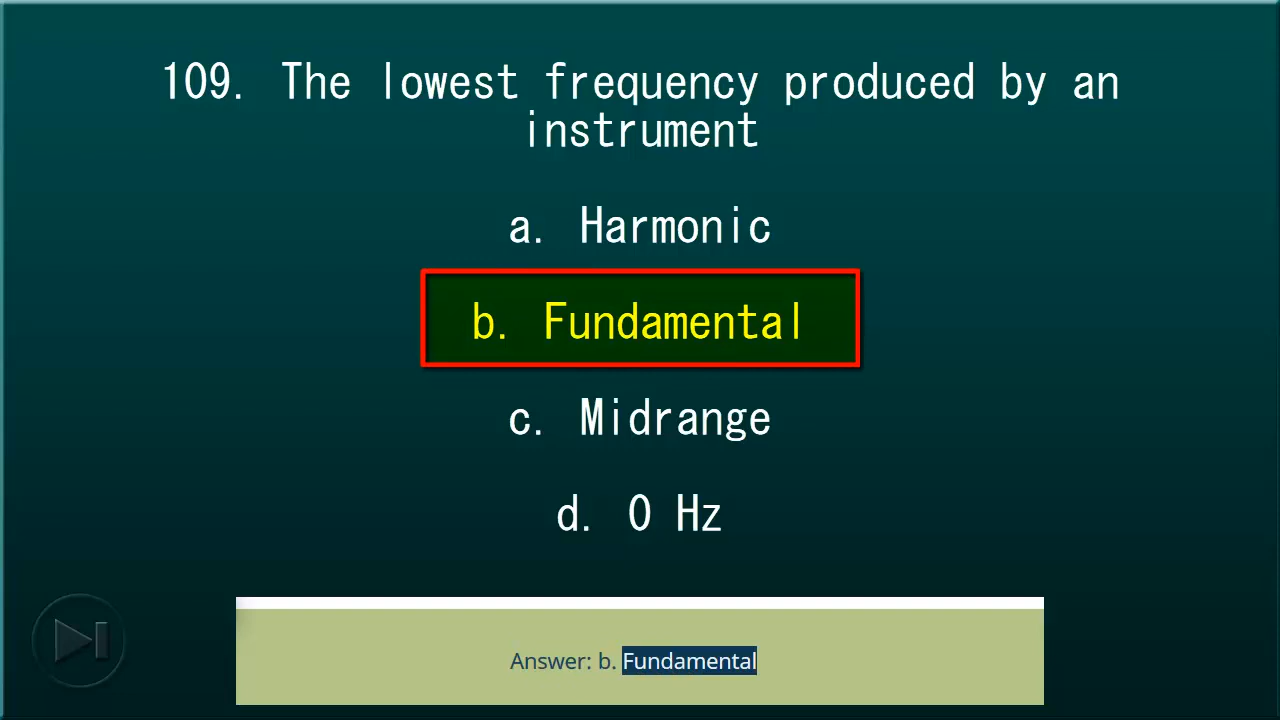 109. The lowest frequency produced by an
instrument
a. Harmonic
b. Fundamental
c. Midrange
d. 0 Hz
Answer: b. Fundamental